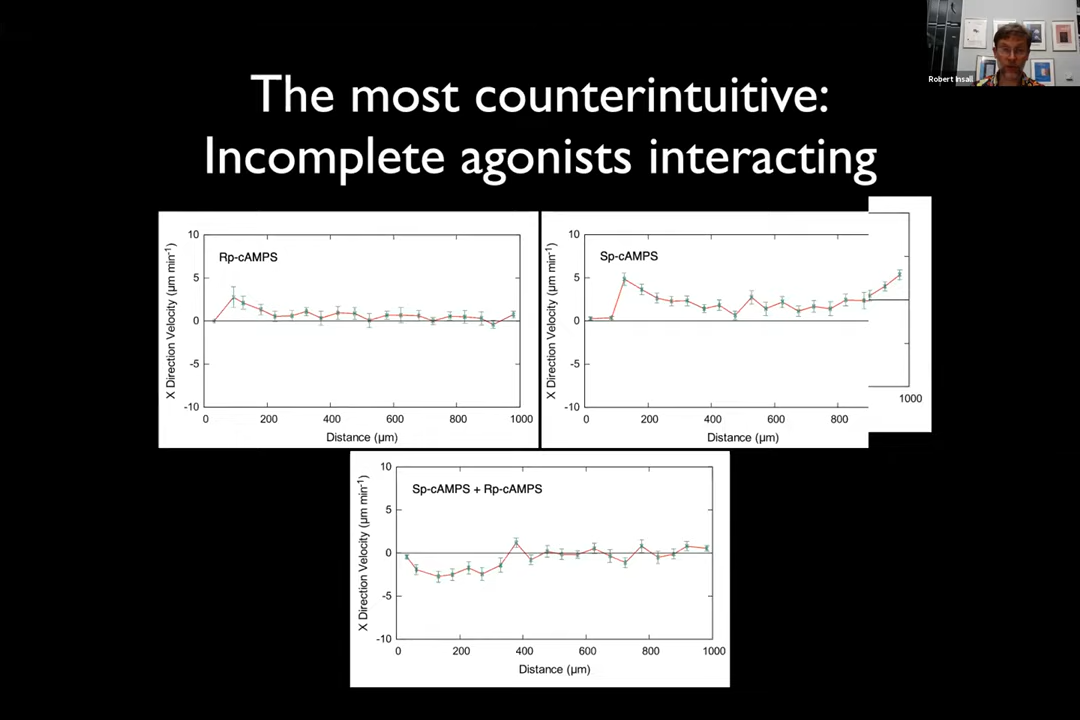 Robert Insall
The most counterintuitive:
Incomplete agonists interacting
Rp-cAMPS
10
5
0
-5
-10
X Direction Velocity (µm min⁻¹)
0 200 400 600 800 1000
Distance (µm)
Sp-cAMPS
10
5
0
-5
-10
X Direction Velocity (µm min⁻¹)
0 200 400 600 800
1000
Distance (µm)
Sp-cAMPS + Rp-cAMPS
10
5
0
-5
-10
X Direction Velocity (µm min⁻¹)
0 200 400 600 800 1000
Distance (µm)